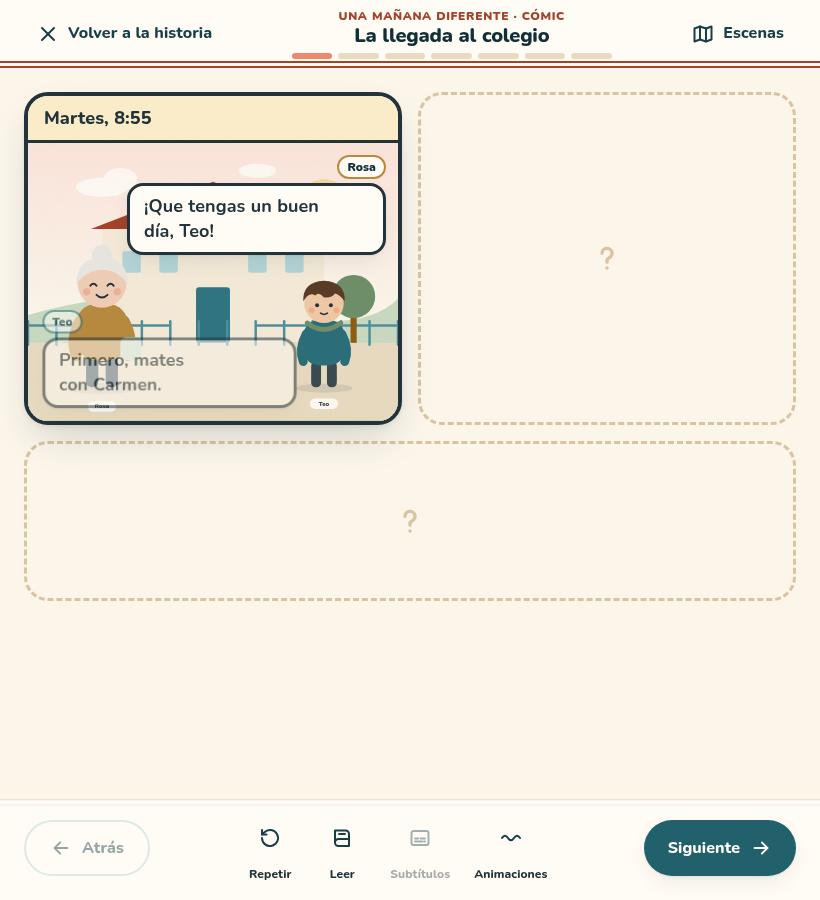 Volver a la historia
UNA MAÑANA DIFERENTE · CÓMIC
La llegada al colegio
Escenas
Martes, 8:55
Rosa
¡Que tengas un buen
día, Teo!
Teo
Primero, mates
con Carmen.
Rosa
Teo
?
?
Atrás
Repetir
Leer
Subtítulos
Animaciones
Siguiente